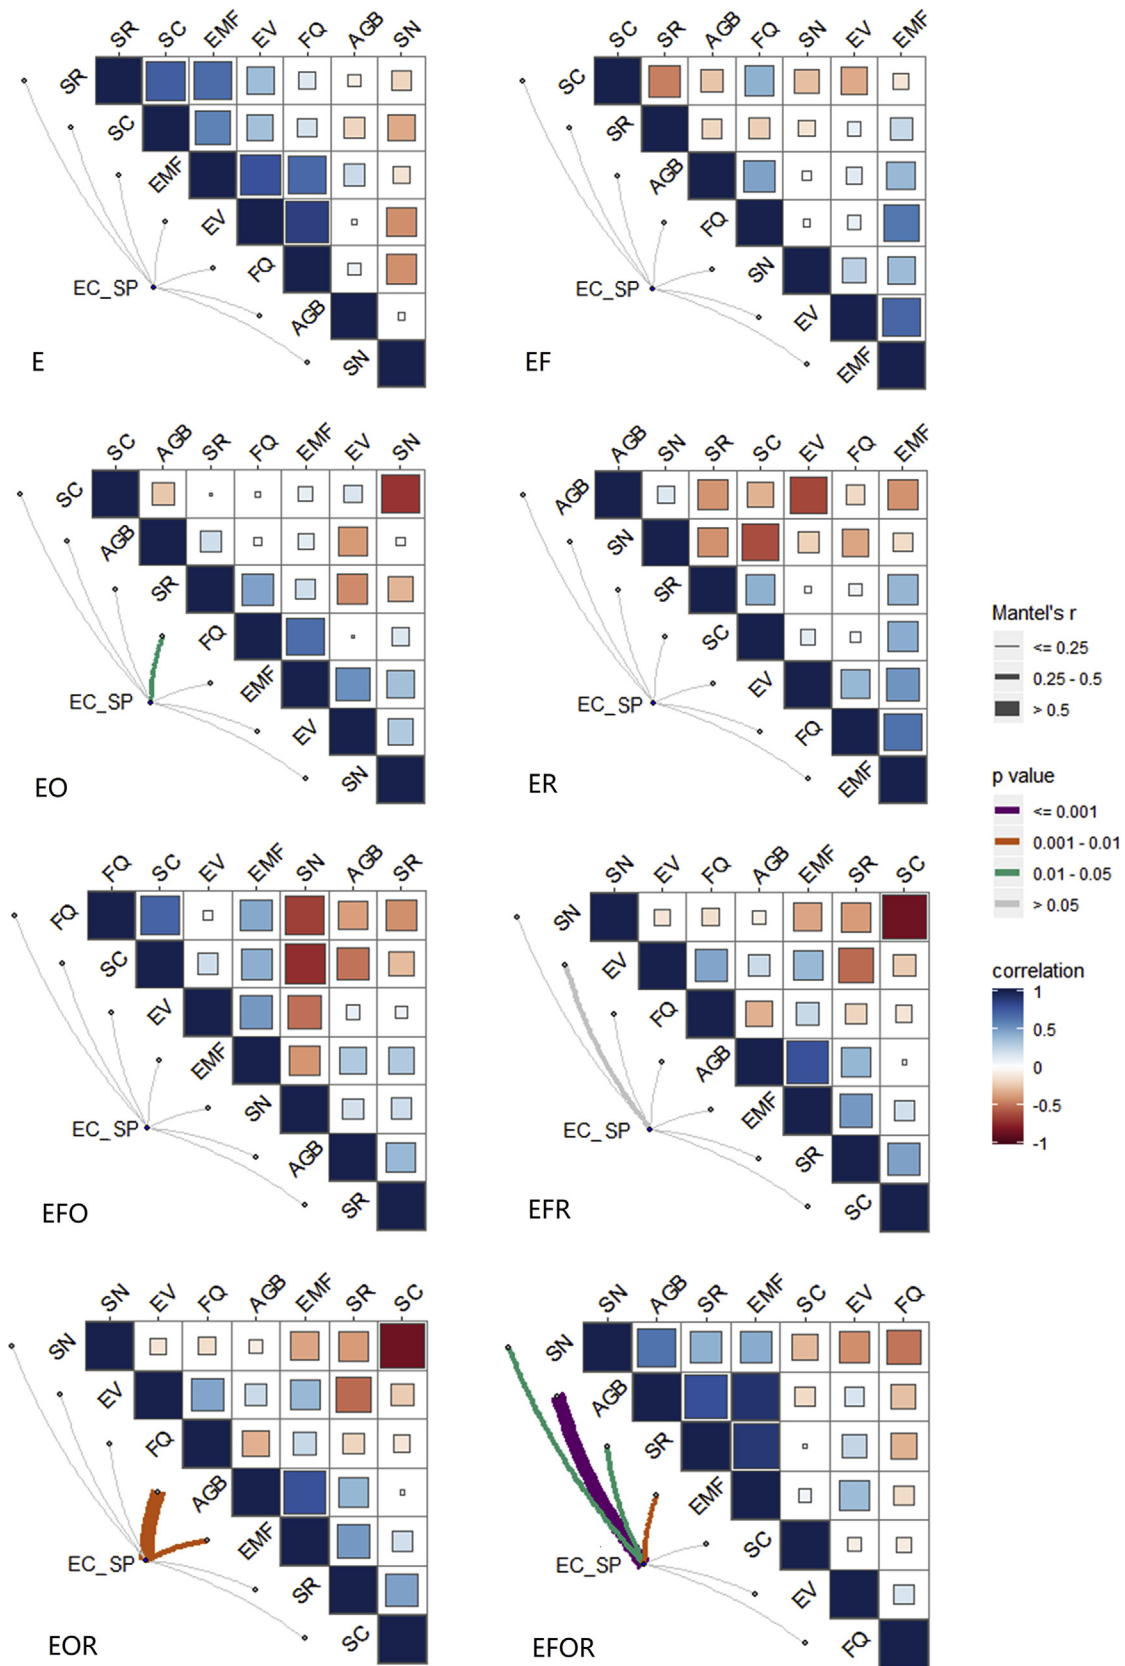 SR SC EMF EV FQ AGB SN
SR
SC
EMF
EV
FQ
AGB
SN
EC_SP
E
SC SR AGB FQ SN EV EMF
SC
SR
AGB
FQ
SN
EV
EMF
EC_SP
EF
SC AGB SR FQ EMF EV SN
SC
AGB
SR
FQ
EMF
EV
SN
EC_SP
EO
AGB SN SR SC EV FQ EMF
AGB
SN
SR
SC
EV
FQ
EMF
EC_SP
ER
Mantel's r
<= 0.25
0.25 - 0.5
> 0.5
p value
<= 0.001
0.001 - 0.01
0.01 - 0.05
> 0.05
correlation
1
0.5
0
-0.5
-1
FQ SC EV EMF SN AGB SR
FQ
SC
EV
EMF
SN
AGB
SR
EC_SP
EFO
SN EV FQ AGB EMF SR SC
SN
EV
FQ
AGB
EMF
SR
SC
EC_SP
EFR
SN EV FQ AGB EMF SR SC
SN
EV
FQ
AGB
EMF
SR
SC
EC_SP
EOR
SN AGB SR EMF SC EV FQ
SN
AGB
SR
EMF
SC
EV
FQ
EC_SP
EFOR